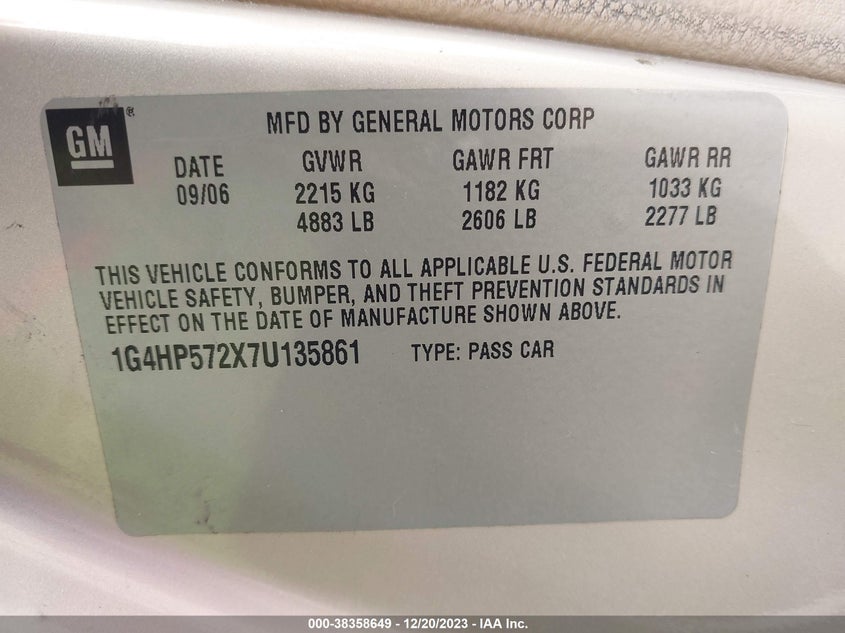 GM®
MFD BY GENERAL MOTORS CORP
DATE GVWR GAWR FRT GAWR RR
09/06 2215 KG 1182 KG 1033 KG
4883 LB 2606 LB 2277 LB
THIS VEHICLE CONFORMS TO ALL APPLICABLE U.S. FEDERAL MOTOR
VEHICLE SAFETY, BUMPER, AND THEFT PREVENTION STANDARDS IN
EFFECT ON THE DATE OF MANUFACTURE SHOWN ABOVE.
1G4HP572X7U135861 TYPE: PASS CAR
000-38358649 - 12/20/2023 - IAA Inc.